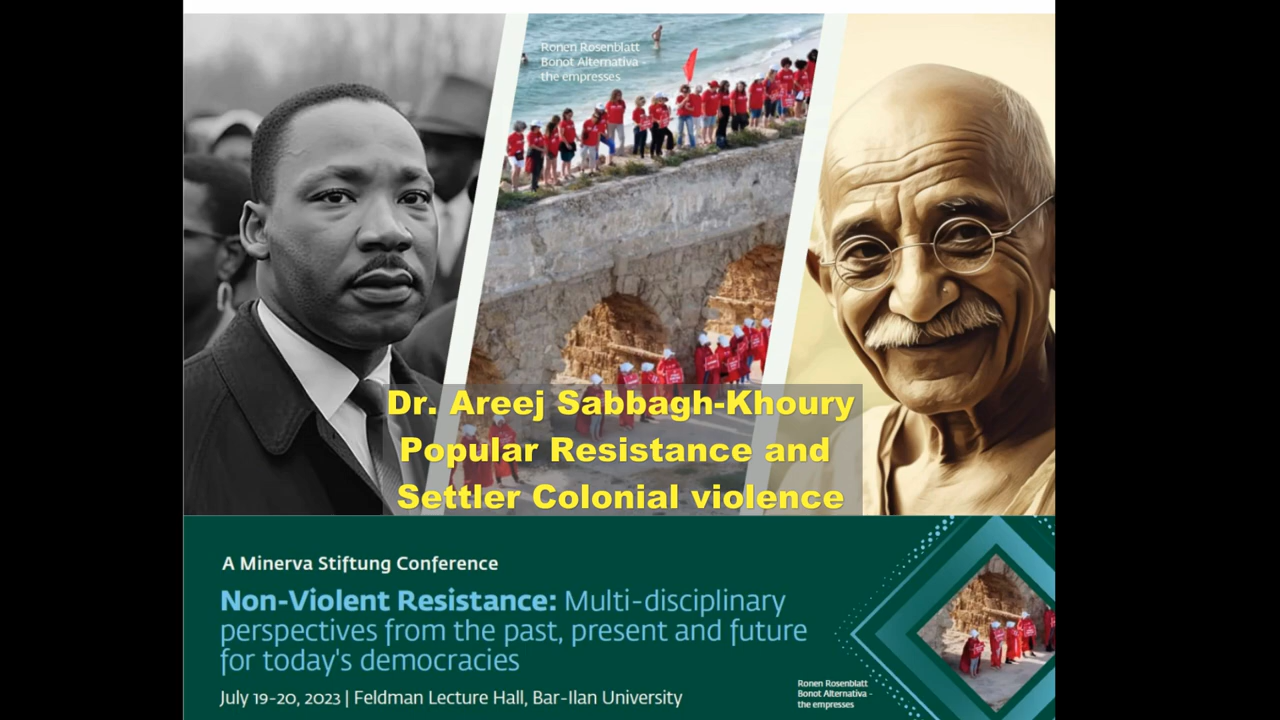 Ronen Rosenblatt
Bonot Alternativa -
the empresses
Dr. Areej Sabbagh-Khoury
Popular Resistance and
Settler Colonial violence
A Minerva Stiftung Conference
Non-Violent Resistance: Multi-disciplinary
perspectives from the past, present and future
for today's democracies
July 19-20, 2023 | Feldman Lecture Hall, Bar-Ilan University
Ronen Rosenblatt
Bonot Alternativa -
the empresses